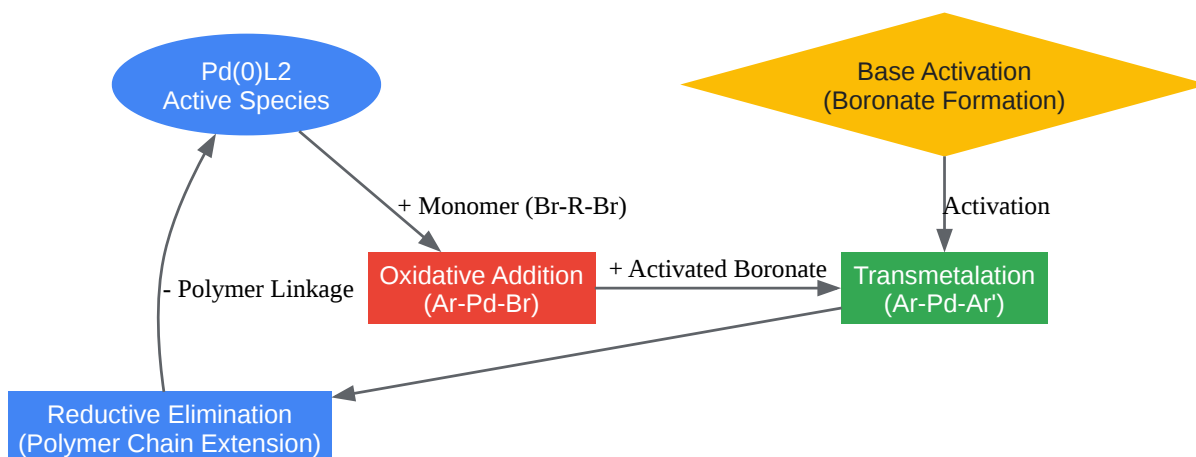 Pd(0)L2
Active Species
Base Activation
(Boronate Formation)
+ Monomer (Br-R-Br)
Activation
Oxidative Addition
(Ar-Pd-Br)
+ Activated Boronate
Transmetalation
(Ar-Pd-Ar')
- Polymer Linkage
Reductive Elimination
(Polymer Chain Extension)